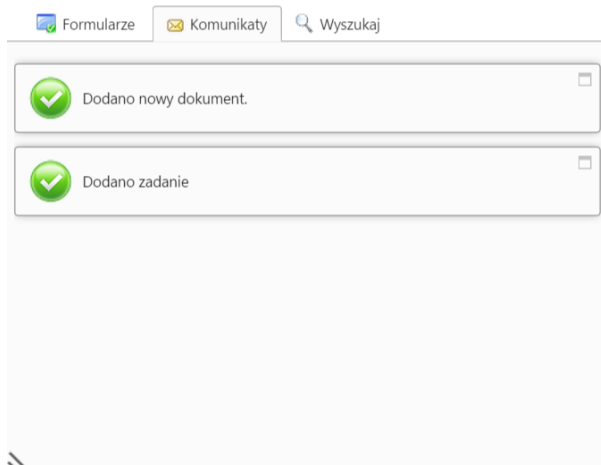 Formularze
Komunikaty
Wyszukaj
Dodano nowy dokument.
Dodano zadanie